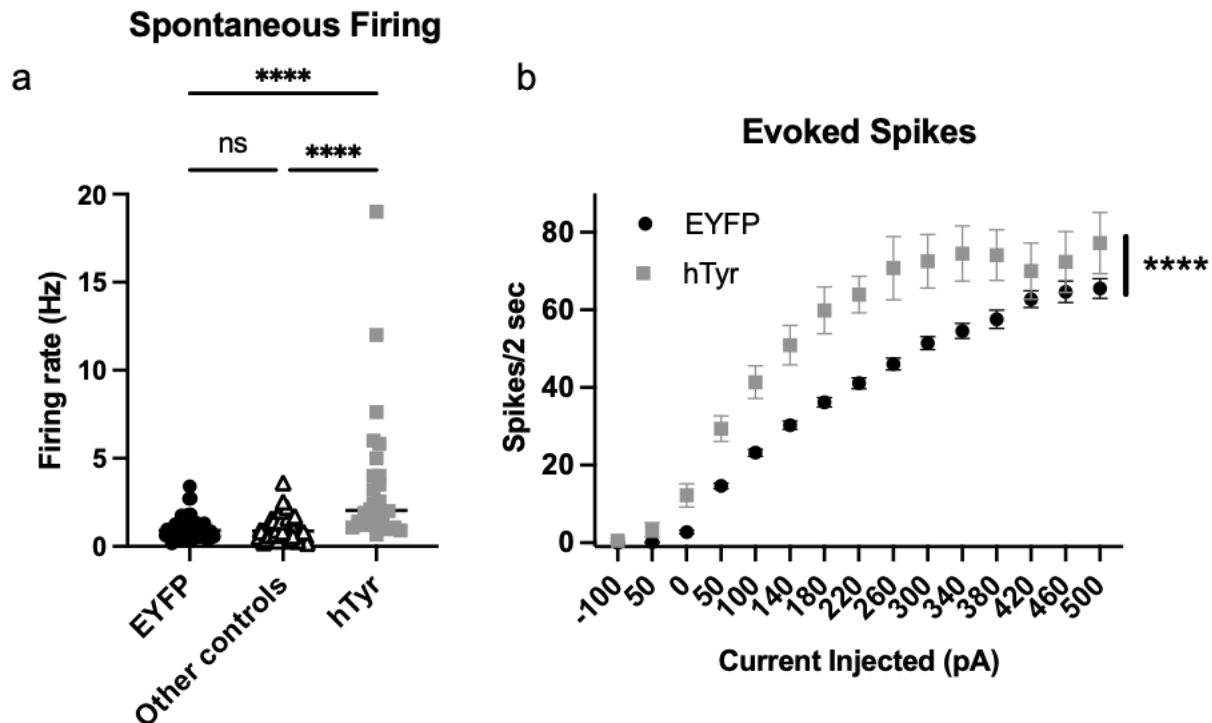 Spontaneous Firing
a
****
ns
****
Firing rate (Hz)
20
15
10
5
0
EYFP
Other controls
hTyr
b
Evoked Spikes
EYFP
hTyr
****
Spikes/2 sec
80
60
40
20
0
-100
50
0
50
100
140
180
220
260
300
340
380
420
460
500
Current Injected (pA)